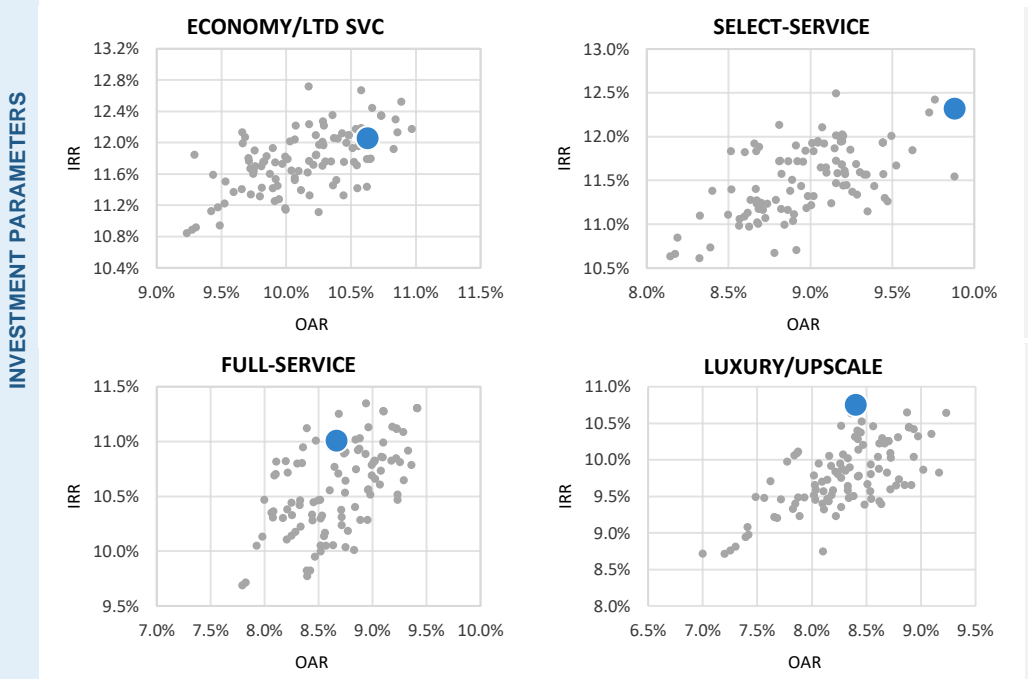 INVESTMENT PARAMETERS
ECONOMY/LTD SVC
IRR
13.2%
12.8%
12.4%
12.0%
11.6%
11.2%
10.8%
10.4%
9.0% 9.5% 10.0% 10.5% 11.0% 11.5%
OAR
SELECT-SERVICE
IRR
13.0%
12.5%
12.0%
11.5%
11.0%
10.5%
8.0% 8.5% 9.0% 9.5% 10.0%
OAR
FULL-SERVICE
IRR
11.5%
11.0%
10.5%
10.0%
9.5%
7.0% 7.5% 8.0% 8.5% 9.0% 9.5% 10.0%
OAR
LUXURY/UPSCALE
IRR
11.0%
10.5%
10.0%
9.5%
9.0%
8.5%
8.0%
6.5% 7.0% 7.5% 8.0% 8.5% 9.0% 9.5%
OAR